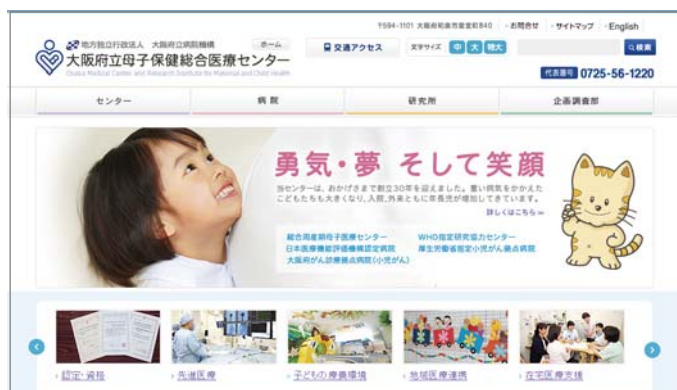 〒594-1101 大阪府和泉市室堂町840 お問合せ サイトマップ English
地方独立行政法人 大阪府立病院機構 ホーム
交通アクセス 文字サイズ 中 大 特大 検索
大阪府立母子保健総合医療センター
Osaka Medical Center and Research Institute for Maternal and Child Health
代表番号 0725-56-1220
センター 病院 研究所 企画調査部
勇気・夢 そして笑顔
当センターは、おかげさまで創立30年を迎えました。重い病気をかかえた
こどもたちも大きくなり、入院、外来ともに年長児が増加してきています。
詳しくはこちら
総合周産期母子医療センター WHO指定研究協力センター
日本医療機能評価機構認定病院 厚生労働省指定小児がん拠点病院
大阪府がん診療拠点病院(小児がん)
認定・資格 先進医療 子どもの療養環境 地域医療連携 在宅医療支援